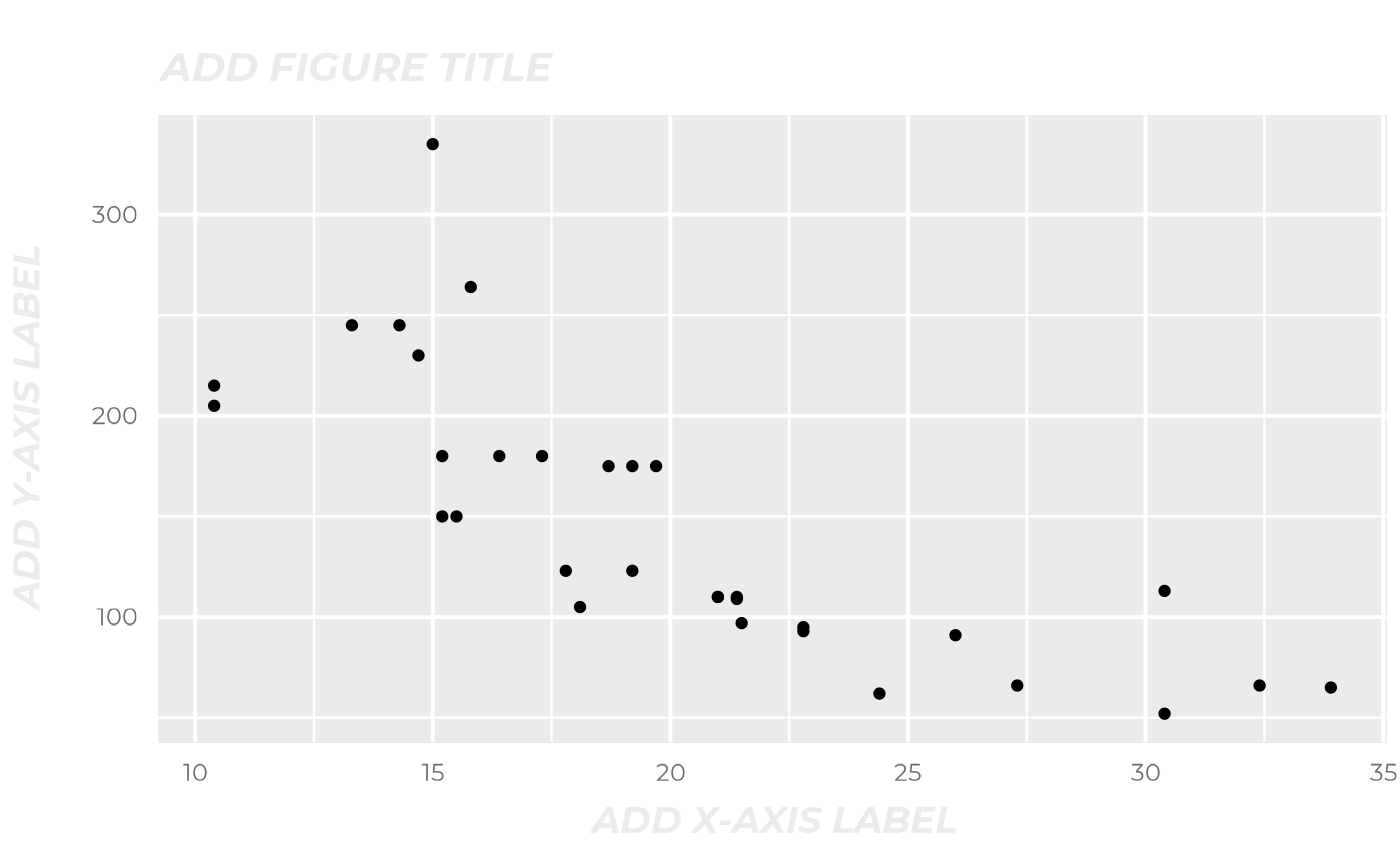 ADD FIGURE TITLE
ADD Y-AXIS LABEL
300
200
100
10 15 20 25 30 35
ADD X-AXIS LABEL